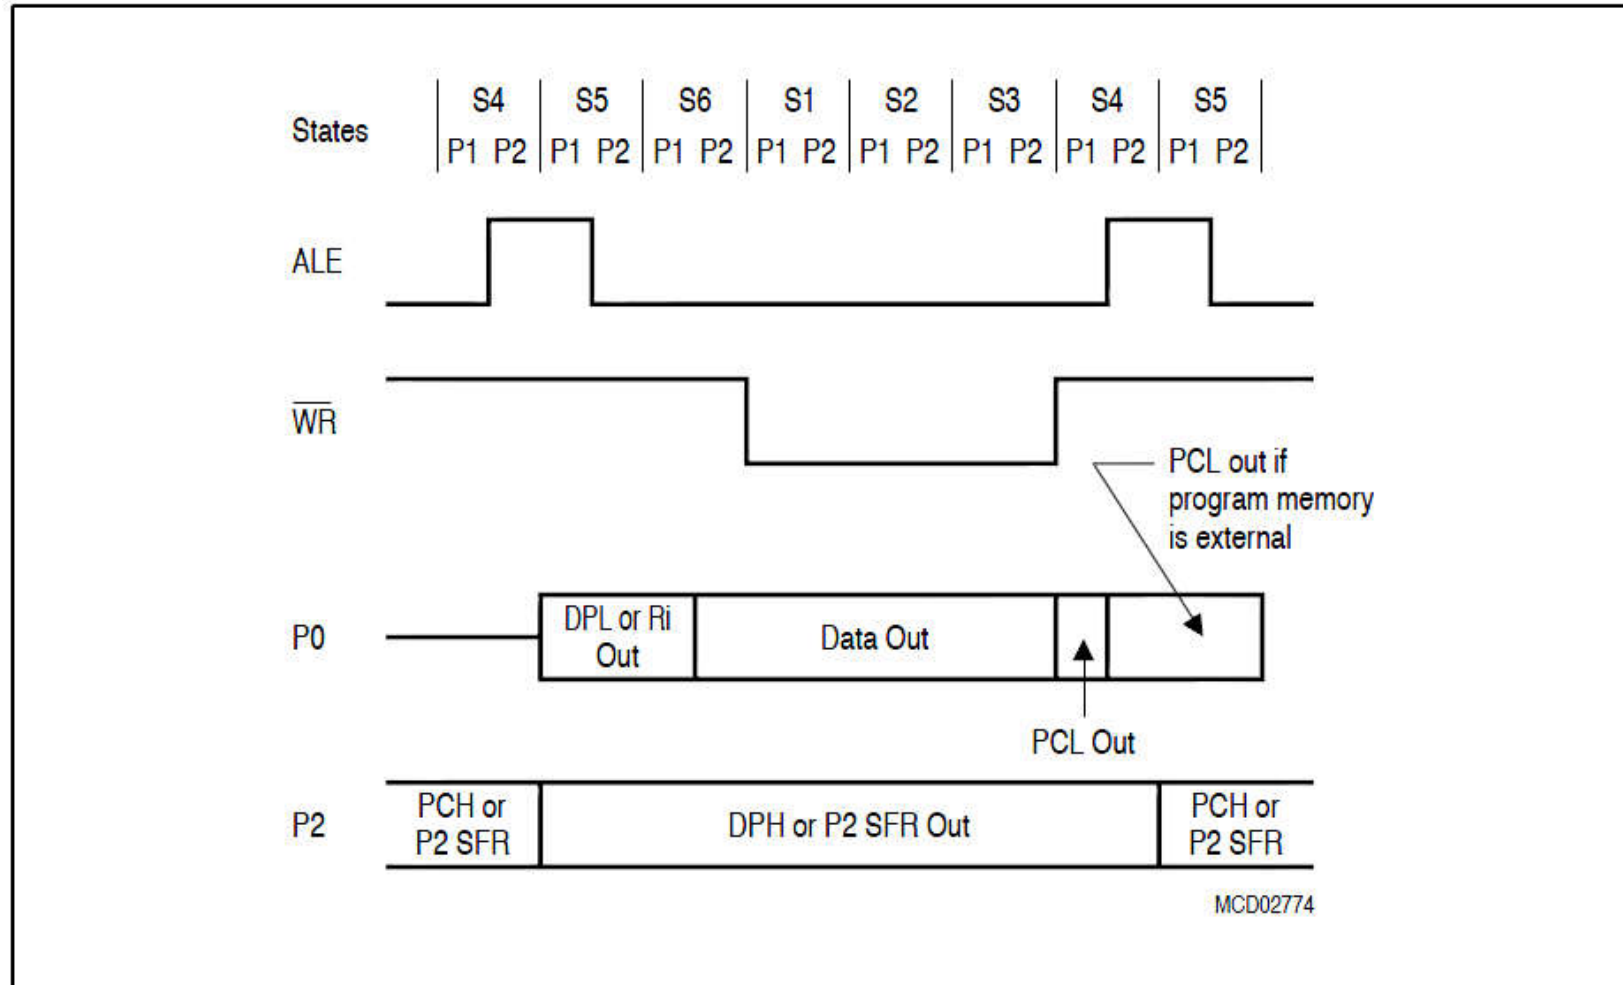 S4 S5 S6 S1 S2 S3 S4 S5
States
P1 P2 P1 P2 P1 P2 P1 P2 P1 P2 P1 P2 P1 P2 P1 P2
ALE
WR
PCL out if
program memory
is external
P0
DPL or Ri
Out
Data Out
PCL Out
P2
PCH or
P2 SFR
DPH or P2 SFR Out
PCH or
P2 SFR
MCD02774